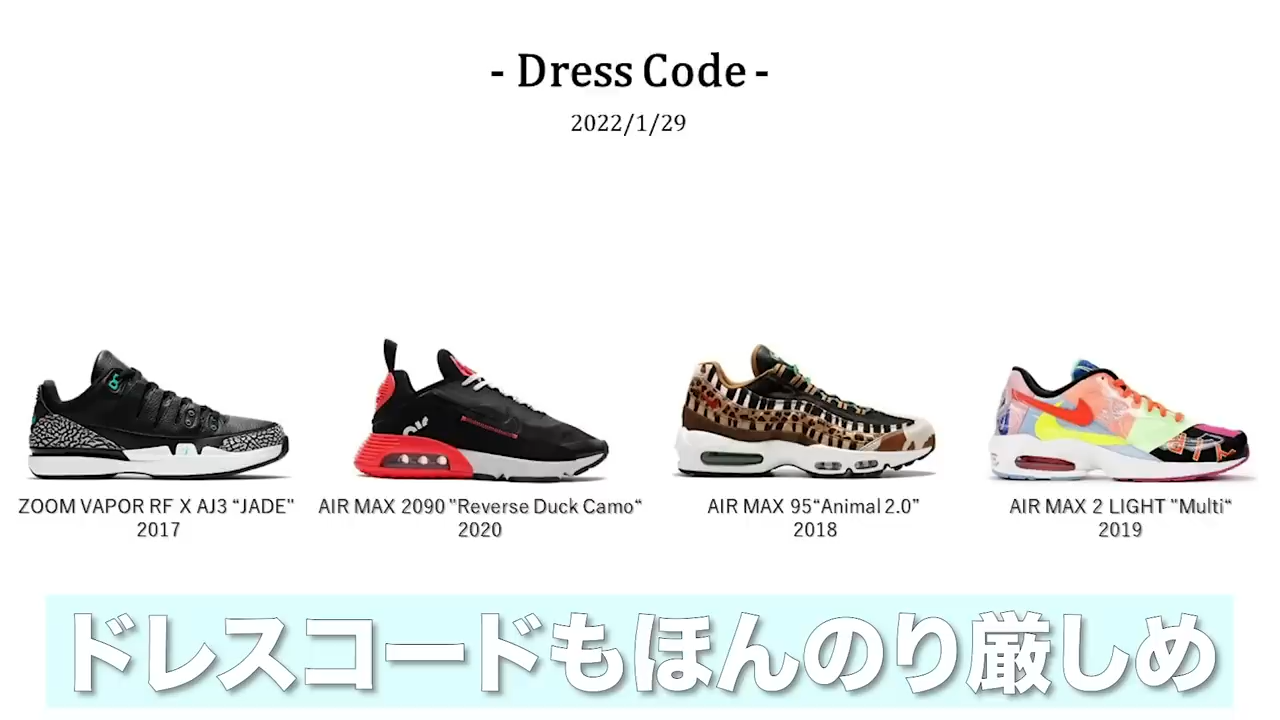 - Dress Code -
2022/1/29
ZOOM VAPOR RF X AJ3 “JADE"
2017
AIR MAX 2090 "Reverse Duck Camo“
2020
AIR MAX 95“Animal 2.0”
2018
AIR MAX 2 LIGHT "Multi“
2019
ドレスコードもほんのり厳しめ